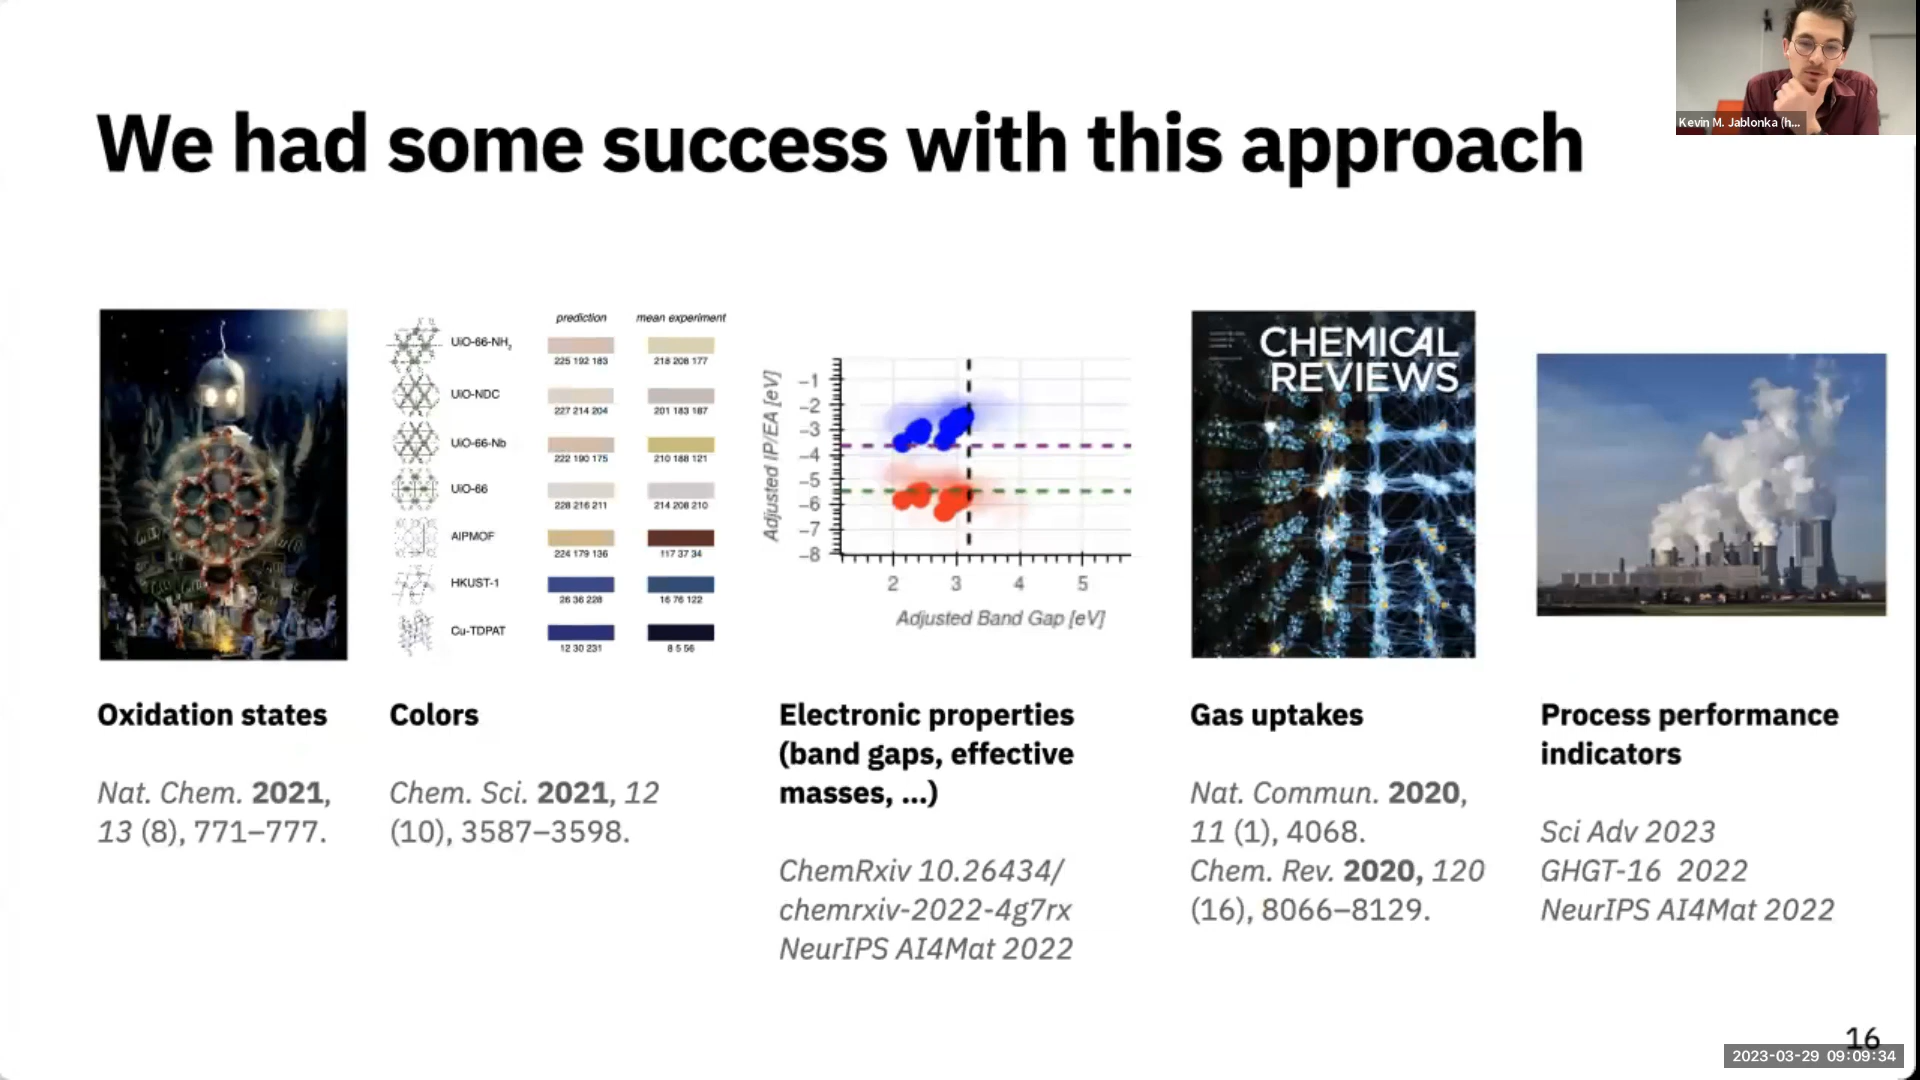 We had some success with this approach
Kevin M. Jablonka (h...
prediction
mean experiment
UiO-66-NH2
225 192 183
218 208 177
UiO-NDC
227 214 204
201 183 187
UiO-66-Nb
222 190 175
210 188 121
UiO-66
228 216 211
214 208 210
AlPMOF
224 179 136
117 37 34
HKUST-1
26 36 228
16 76 122
Cu-TDPAT
12 30 231
8 5 56
Adjusted IP/EA [eV]
−1
−2
−3
−4
−5
−6
−7
−8
2
3
4
5
Adjusted Band Gap [eV]
CHEMICAL
REVIEWS
Oxidation states
Nat. Chem. 2021,
13 (8), 771–777.
Colors
Chem. Sci. 2021, 12
(10), 3587–3598.
Electronic properties
(band gaps, effective
masses, ...)
ChemRxiv 10.26434/
chemrxiv-2022-4g7rx
NeurIPS AI4Mat 2022
Gas uptakes
Nat. Commun. 2020,
11 (1), 4068.
Chem. Rev. 2020, 120
(16), 8066–8129.
Process performance
indicators
Sci Adv 2023
GHGT-16 2022
NeurIPS AI4Mat 2022
16
2023-03-29 09:09:34